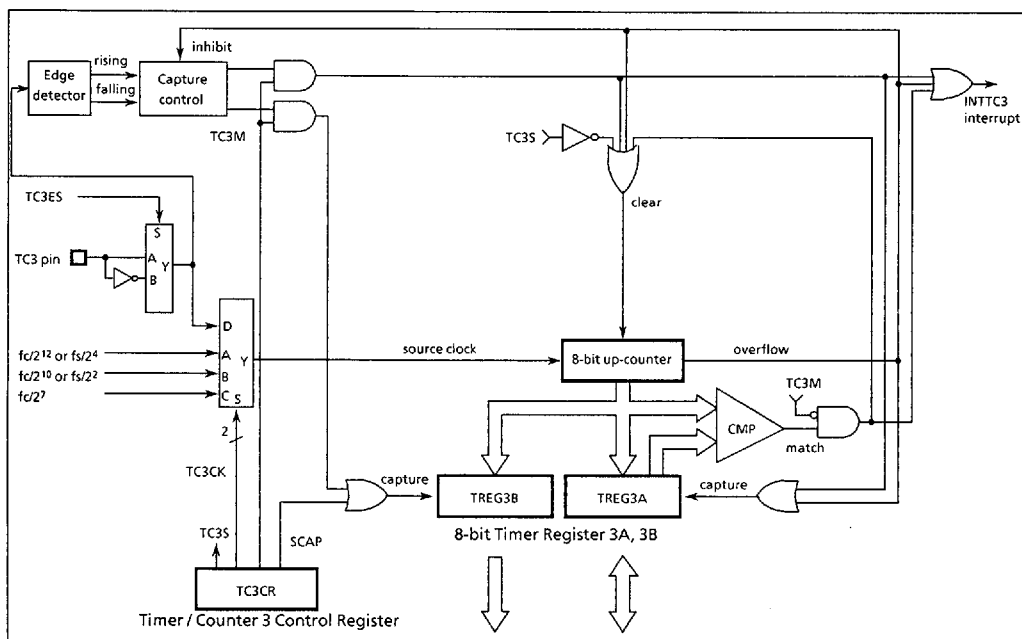 inhibit
rising
Edge
detector
falling
Capture
control
TC3M
INTTC3
interrupt
TC3S
clear
TC3ES
S
A
Y
B
TC3 pin
D
fc/2¹² or fs/2⁴
A
Y
fc/2¹⁰ or fs/2²
B
fc/2⁷
C
S
source clock
8-bit up-counter
overflow
TC3M
CMP
match
2
TC3CK
capture
TREG3B
TREG3A
capture
8-bit Timer Register 3A, 3B
TC3S
SCAP
TC3CR
Timer / Counter 3 Control Register